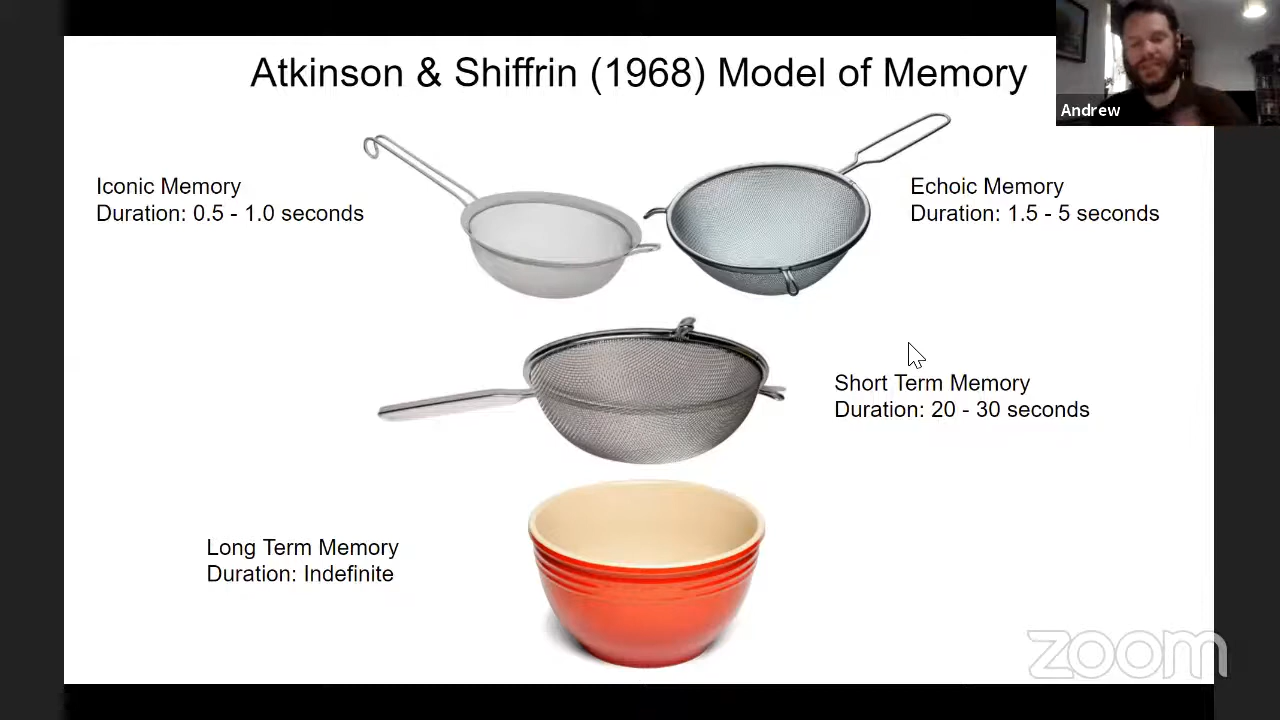 Atkinson & Shiffrin (1968) Model of Memory
Andrew
Iconic Memory
Duration: 0.5 - 1.0 seconds
Echoic Memory
Duration: 1.5 - 5 seconds
Short Term Memory
Duration: 20 - 30 seconds
Long Term Memory
Duration: Indefinite
zoom